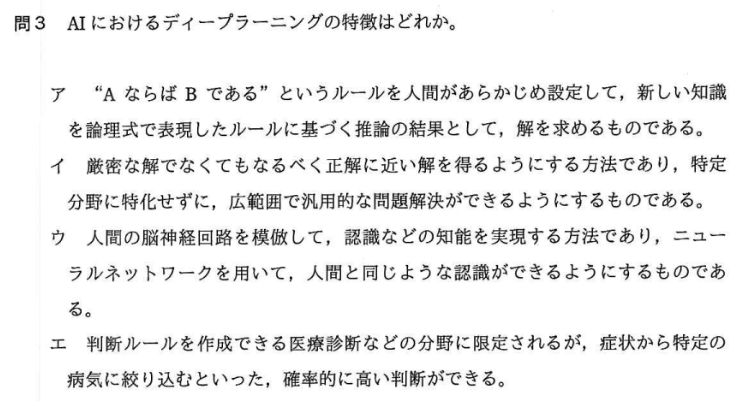 問3　AIにおけるディープラーニングの特徴はどれか。
ア　“A ならば B である”というルールを人間があらかじめ設定して，新しい知識
を論理式で表現したルールに基づく推論の結果として，解を求めるものである。
イ　厳密な解でなくてもなるべく正解に近い解を得るようにする方法であり，特定
分野に特化せずに，広範囲で汎用的な問題解決ができるようにするものである。
ウ　人間の脳神経回路を模倣して，認識などの知能を実現する方法であり，ニュー
ラルネットワークを用いて，人間と同じような認識ができるようにするものであ
る。
エ　判断ルールを作成できる医療診断などの分野に限定されるが，症状から特定の
病気に絞り込むといった，確率的に高い判断ができる。